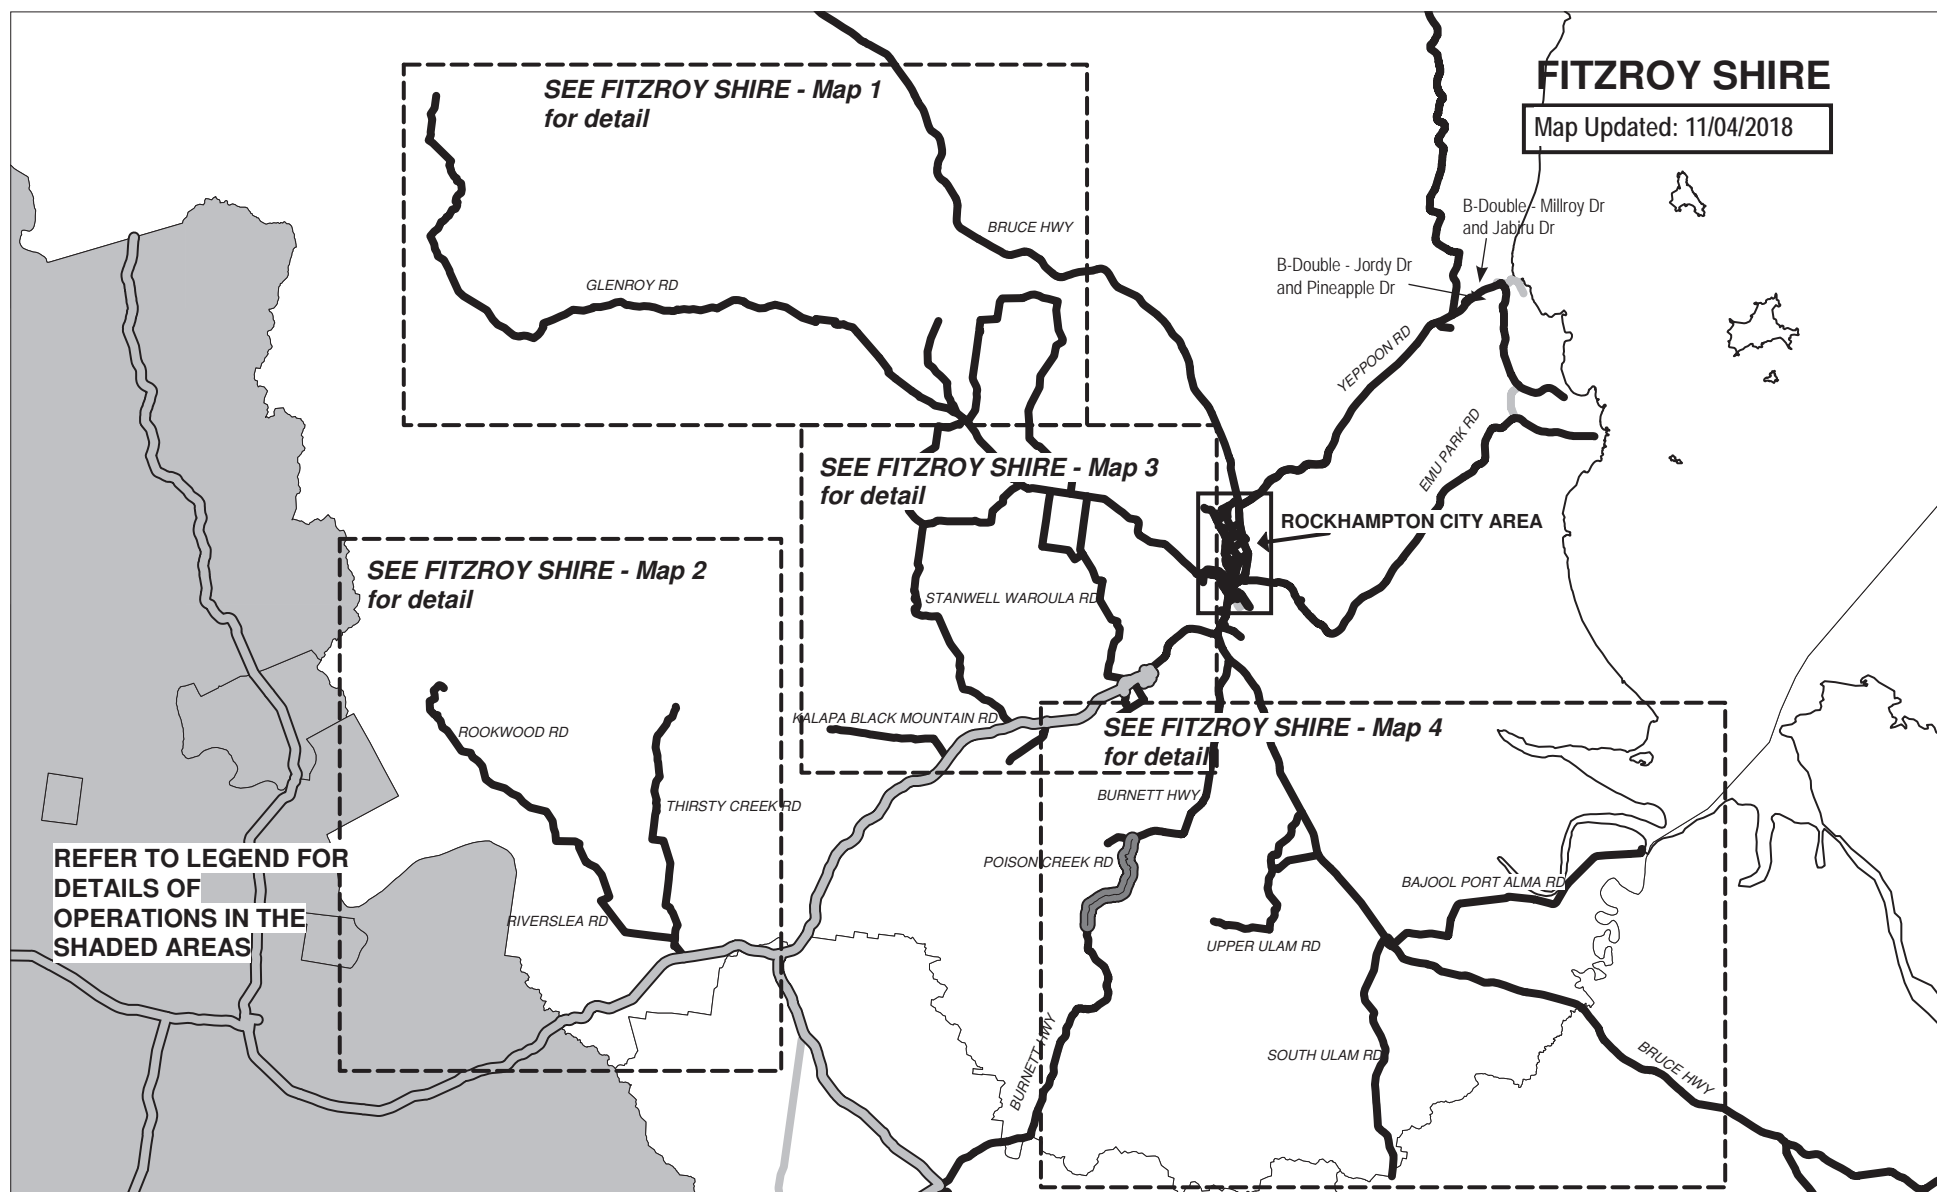 SEE FITZROY SHIRE - Map 1
for detail
FITZROY SHIRE
Map Updated: 11/04/2018
BRUCE HWY
B-Double - Millroy Dr
and Jabiru Dr
B-Double - Jordy Dr
and Pineapple Dr
GLENROY RD
YEPPOON RD
EMU PARK RD
SEE FITZROY SHIRE - Map 3
for detail
ROCKHAMPTON CITY AREA
SEE FITZROY SHIRE - Map 2
for detail
STANWELL WAROULA RD
KALAPA BLACK MOUNTAIN RD
ROOKWOOD RD
SEE FITZROY SHIRE - Map 4
for detail
THIRSTY CREEK RD
BURNETT HWY
REFER TO LEGEND FOR
DETAILS OF
OPERATIONS IN THE
SHADED AREAS
POISON CREEK RD
BAJOOL PORT ALMA RD
RIVERSLEA RD
UPPER ULAM RD
BURNETT HWY
SOUTH ULAM RD
BRUCE HWY